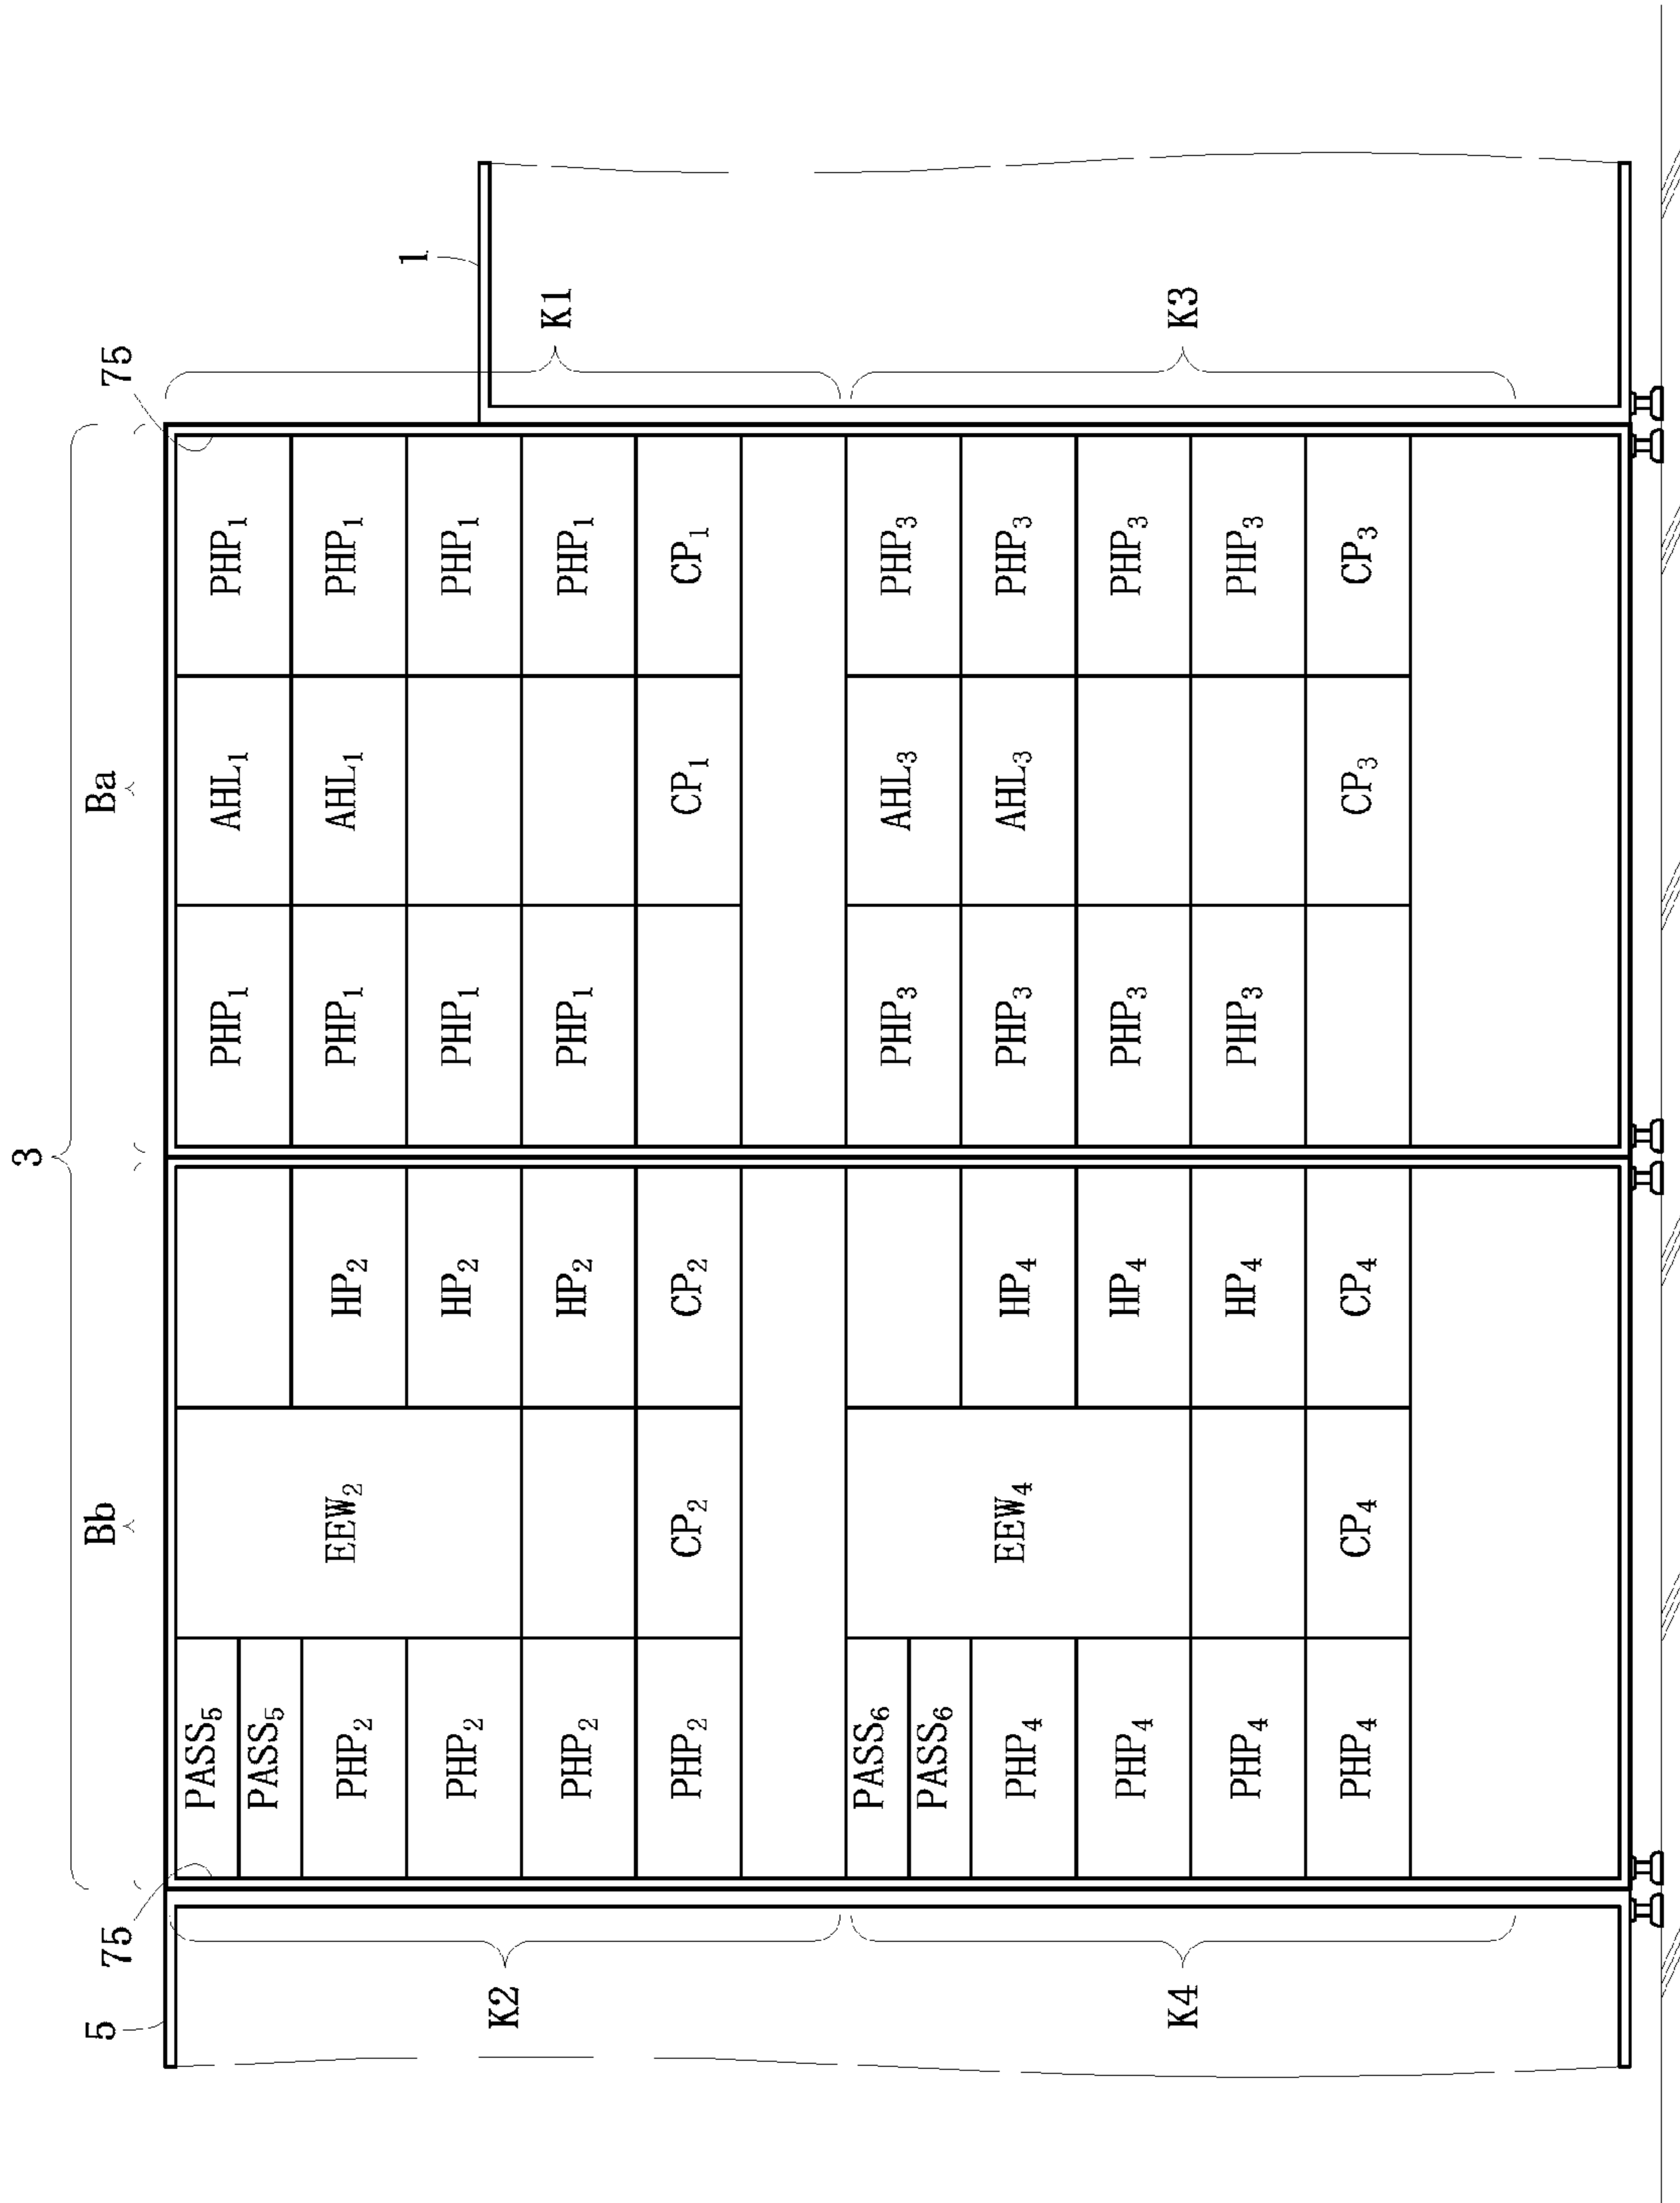 3
Bb Ba
5 75 75
PASS₅ PHP₁ AHL₁ PHP₁
PASS₅
PHP₂ EEW₂ HP₂ PHP₁ AHL₁ PHP₁
1
PHP₂ HP₂ PHP₁ PHP₁
K2
PHP₂ HP₂ PHP₁ PHP₁ K1
PHP₂ CP₂ CP₂ CP₁ CP₁
PASS₆ PHP₃ AHL₃ PHP₃
PASS₆
PHP₄ EEW₄ HP₄ PHP₃ AHL₃ PHP₃
PHP₄ HP₄ PHP₃ PHP₃
K4 K3
PHP₄ HP₄ PHP₃ PHP₃
PHP₄ CP₄ CP₄ CP₃ CP₃